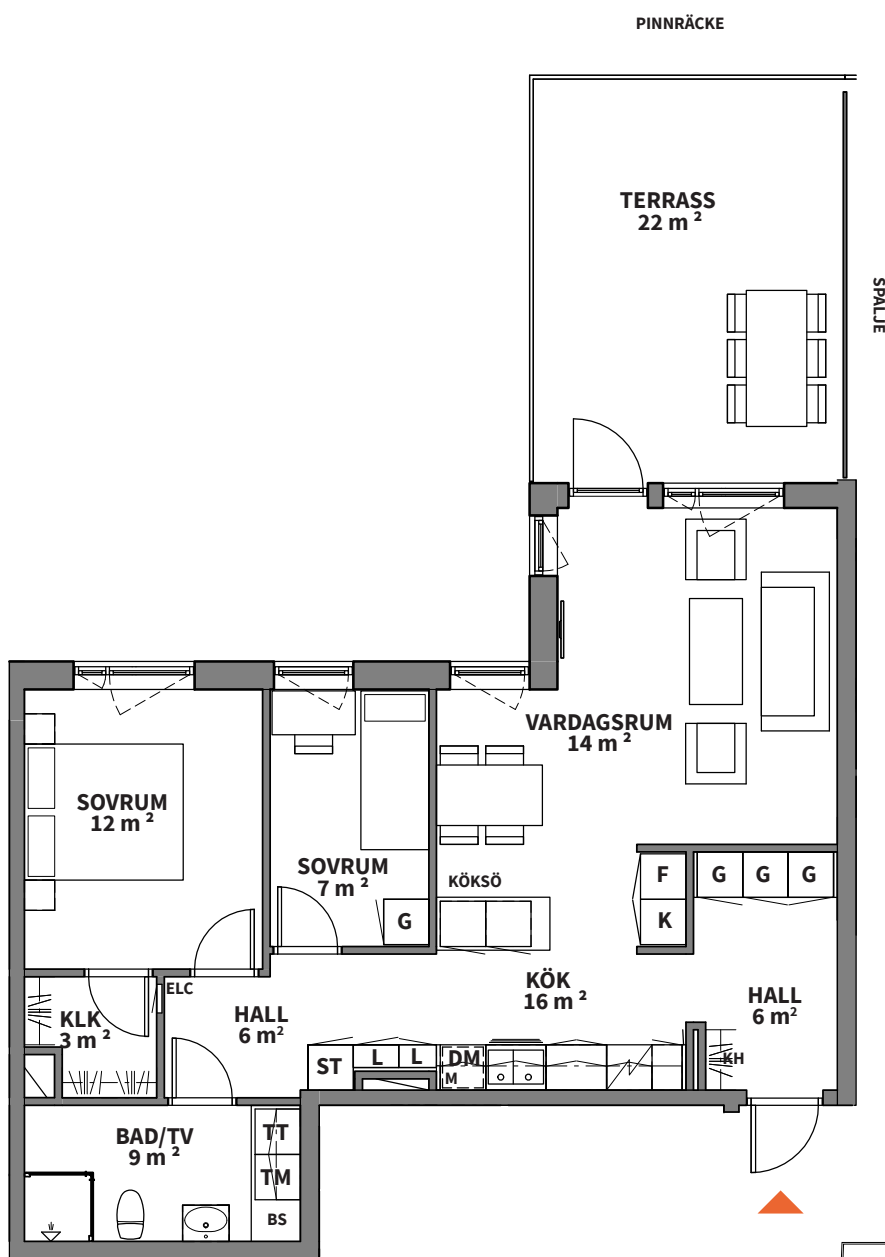 PINNRÄCKE
TERRASS
22 m²
SPALJE
VARDAGSRUM
14 m²
SOVRUM
12 m²
SOVRUM
7 m²
KÖKSÖ
F
G G G
K
G
ELC
KLK
3 m²
HALL
6 m²
KÖK
16 m²
HALL
6 m²
ST
L L
DM
M
KH
BAD/TV
9 m²
TT
TM
BS